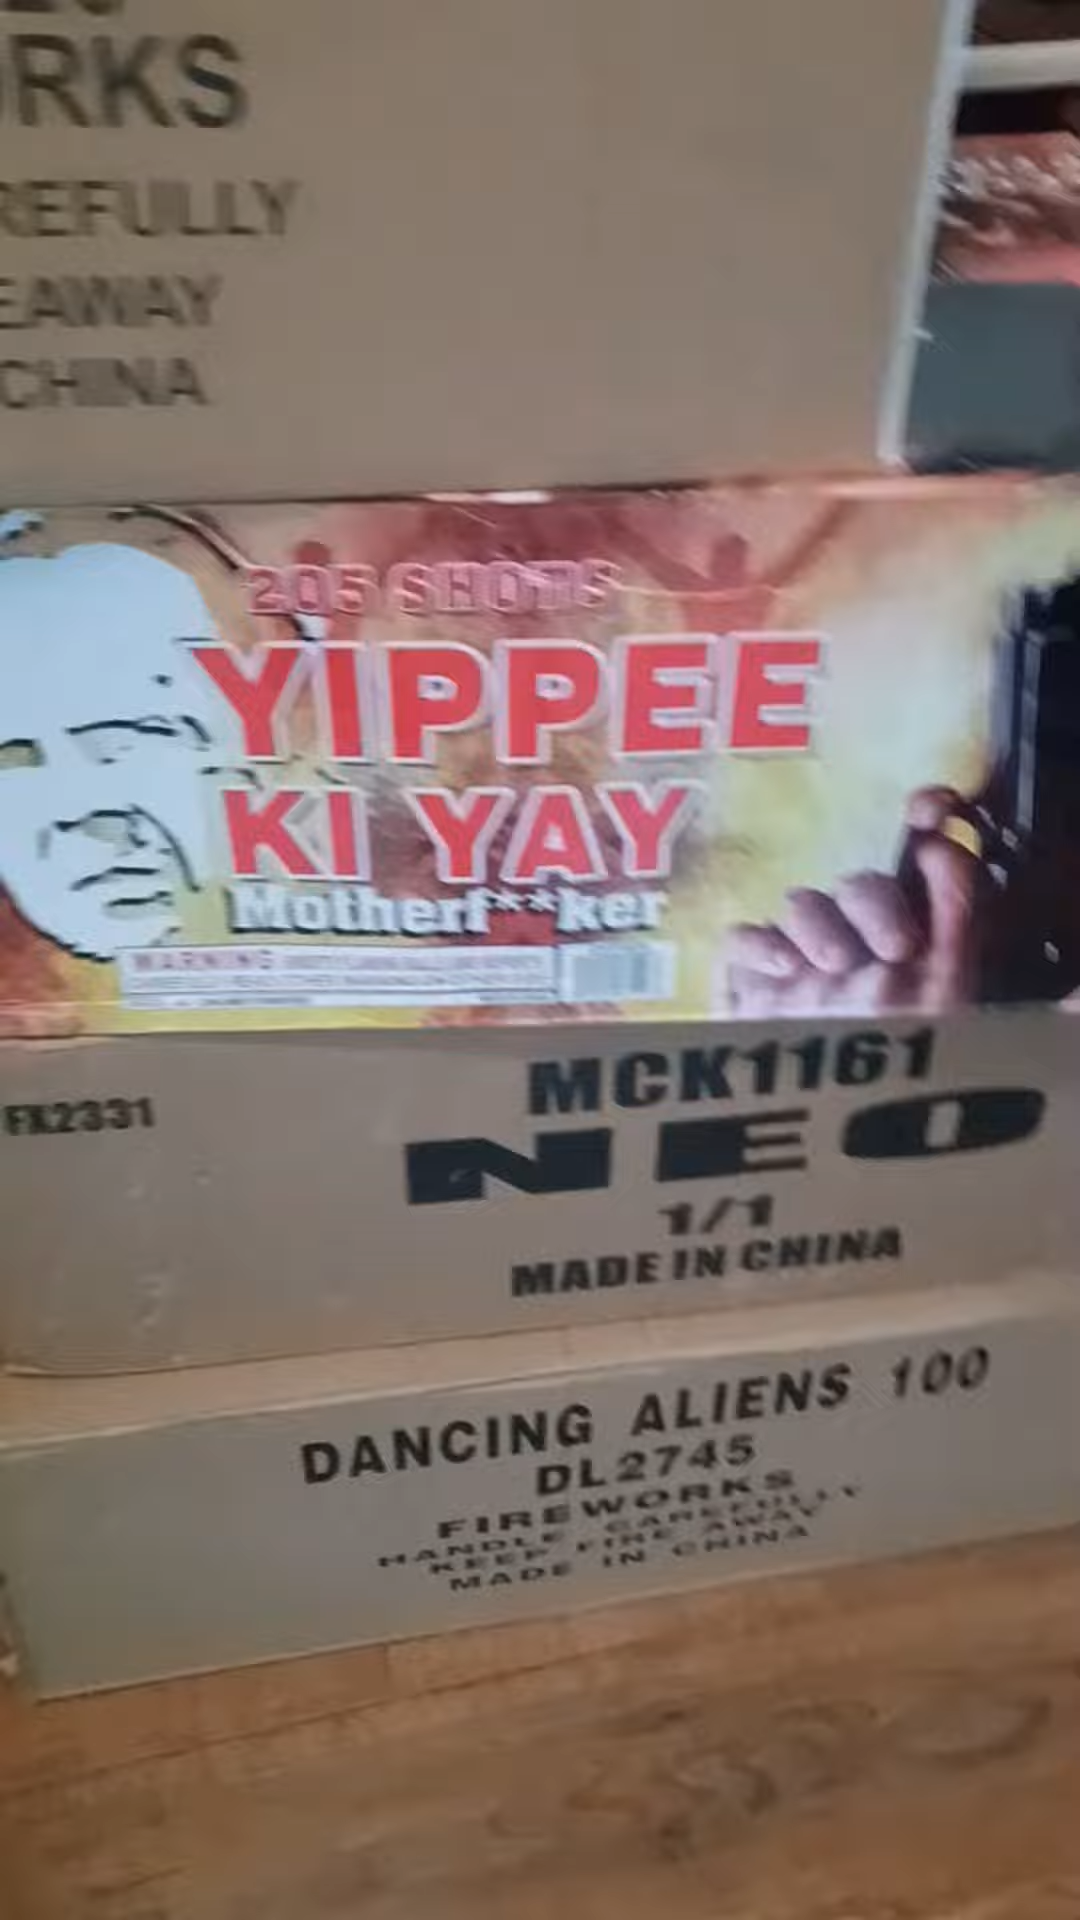 RKS
REFULLY
EAWAY
CHINA
205 SHOTS
YIPPEE
KI YAY
Motherf**ker
WARNING
FX2331
MCK1161
NEO
1/1
MADE IN CHINA
DANCING ALIENS 100
DL2745
FIREWORKS
HANDLE CAREFULLY
KEEP FIRE AWAY
MADE IN CHINA